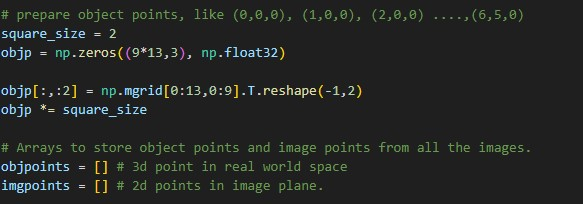 # prepare object points, like (0,0,0), (1,0,0), (2,0,0) ....,(6,5,0)
square_size = 2
objp = np.zeros((9*13,3), np.float32)
objp[:,:2] = np.mgrid[0:13,0:9].T.reshape(-1,2)
objp *= square_size
# Arrays to store object points and image points from all the images.
objpoints = [] # 3d point in real world space
imgpoints = [] # 2d points in image plane.